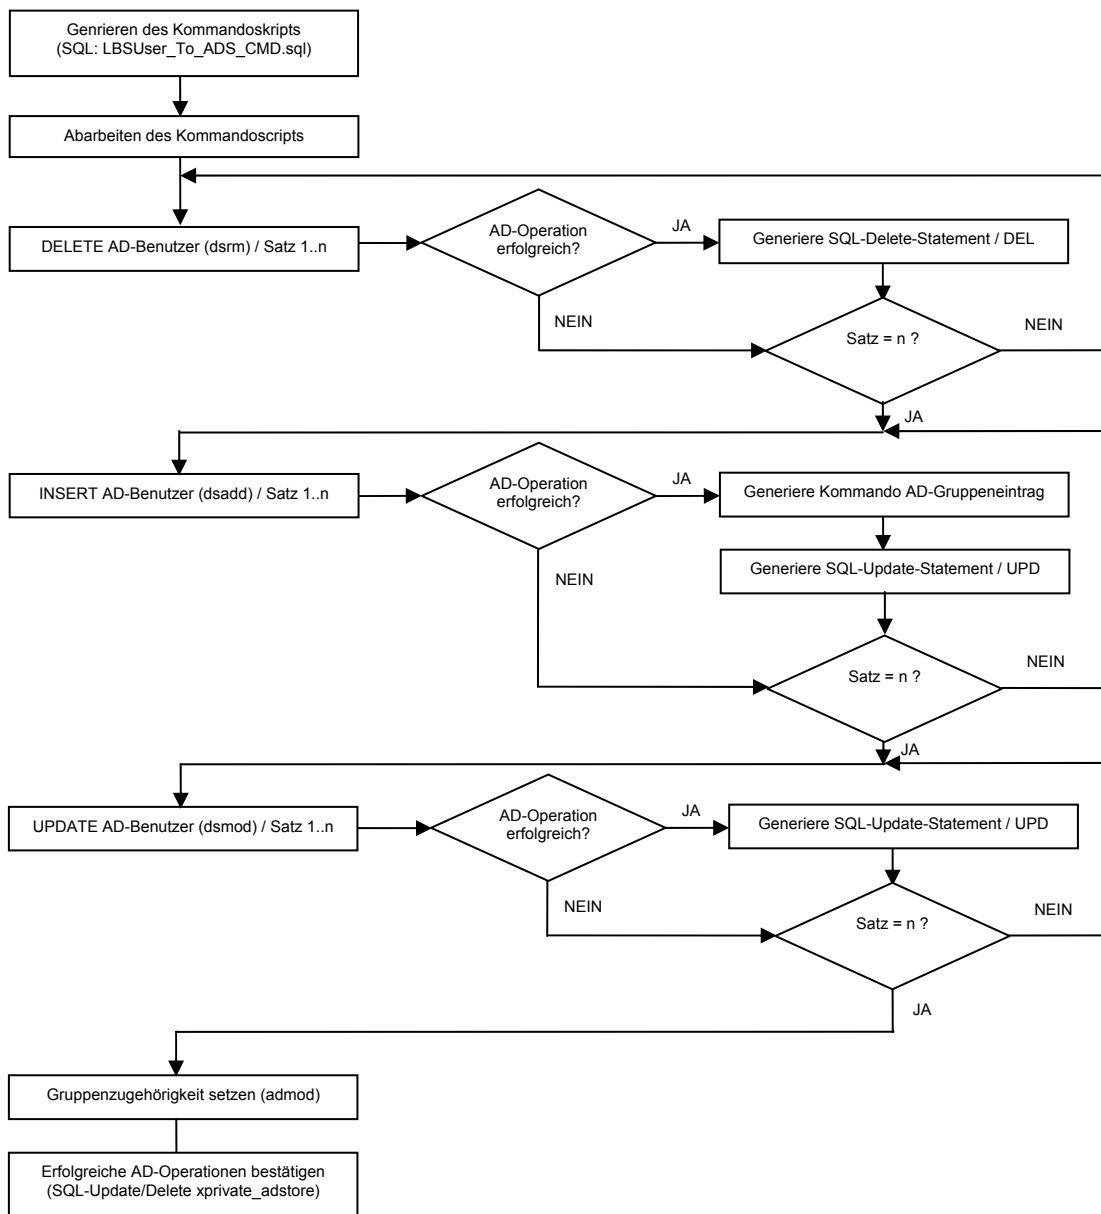 Genrieren des Kommandoskripts
(SQL: LBSUser_To_ADS_CMD.sql)
Abarbeiten des Kommandoscripts
DELETE AD-Benutzer (dsrm) / Satz 1..n
AD-Operation
erfolgreich?
JA
Generiere SQL-Delete-Statement / DEL
NEIN
Satz = n ?
NEIN
JA
INSERT AD-Benutzer (dsadd) / Satz 1..n
AD-Operation
erfolgreich?
JA
Generiere Kommando AD-Gruppeneintrag
Generiere SQL-Update-Statement / UPD
NEIN
Satz = n ?
NEIN
JA
UPDATE AD-Benutzer (dsmod) / Satz 1..n
AD-Operation
erfolgreich?
JA
Generiere SQL-Update-Statement / UPD
NEIN
Satz = n ?
NEIN
JA
Gruppenzugehörigkeit setzen (admod)
Erfolgreiche AD-Operationen bestätigen
(SQL-Update/Delete xprivate_adstore)